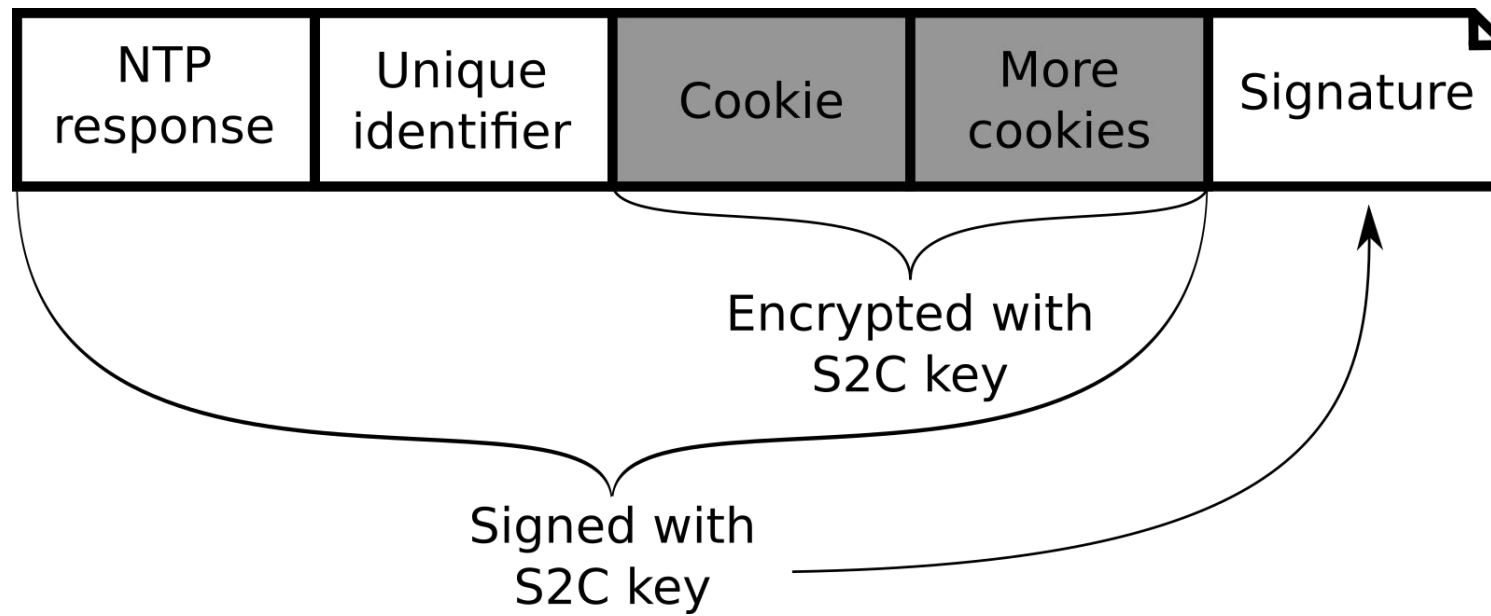 NTP
response
Unique
identifier
Cookie
More
cookies
Signature
Encrypted with
S2C key
Signed with
S2C key